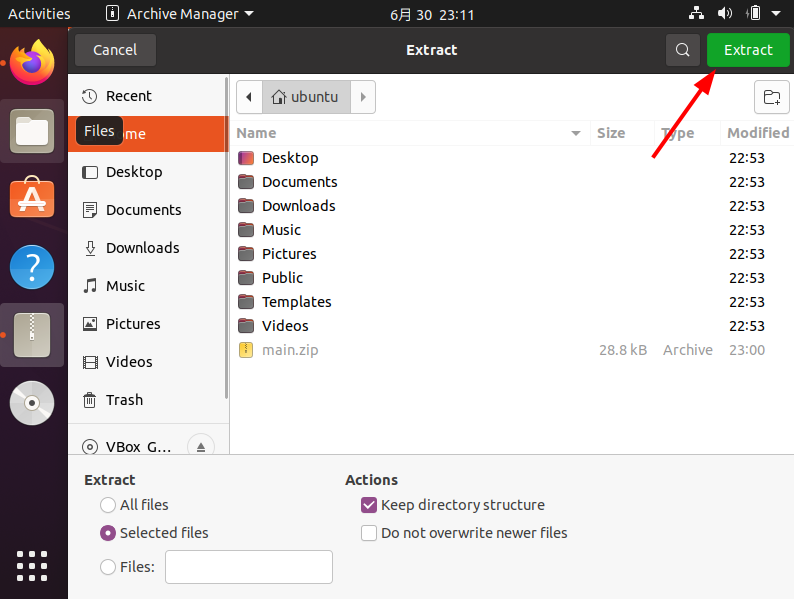 Activities Archive Manager 6月 30 23:11
Cancel Extract Extract
Recent
Files ome
Desktop
Documents
Downloads
Music
Pictures
Videos
Trash
VBox_G…
ubuntu
Name Size Type Modified
Desktop 22:53
Documents 22:53
Downloads 22:53
Music 22:53
Pictures 22:53
Public 22:53
Templates 22:53
Videos 22:53
main.zip 28.8 kB Archive 23:00
Extract
All files
Selected files
Files:
Actions
Keep directory structure
Do not overwrite newer files